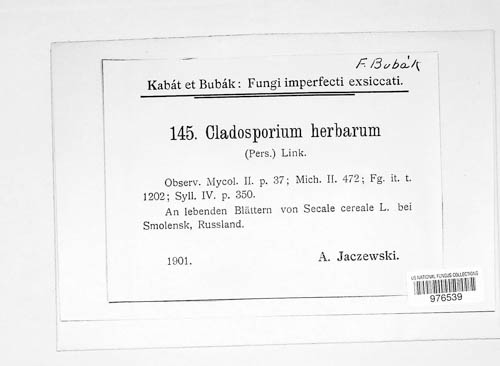 F. Bubák
Kabát et Bubák: Fungi imperfecti exsiccati.
145. Cladosporium herbarum
(Pers.) Link.
Observ. Mycol. II. p. 37; Mich. II. 472; Fg. it. t.
1202; Syll. IV. p. 350.
An lebenden Blättern von Secale cereale L. bei
Smolensk, Russland.
1901. A. Jaczewski.
US NATIONAL FUNGUS COLLECTIONS
976539